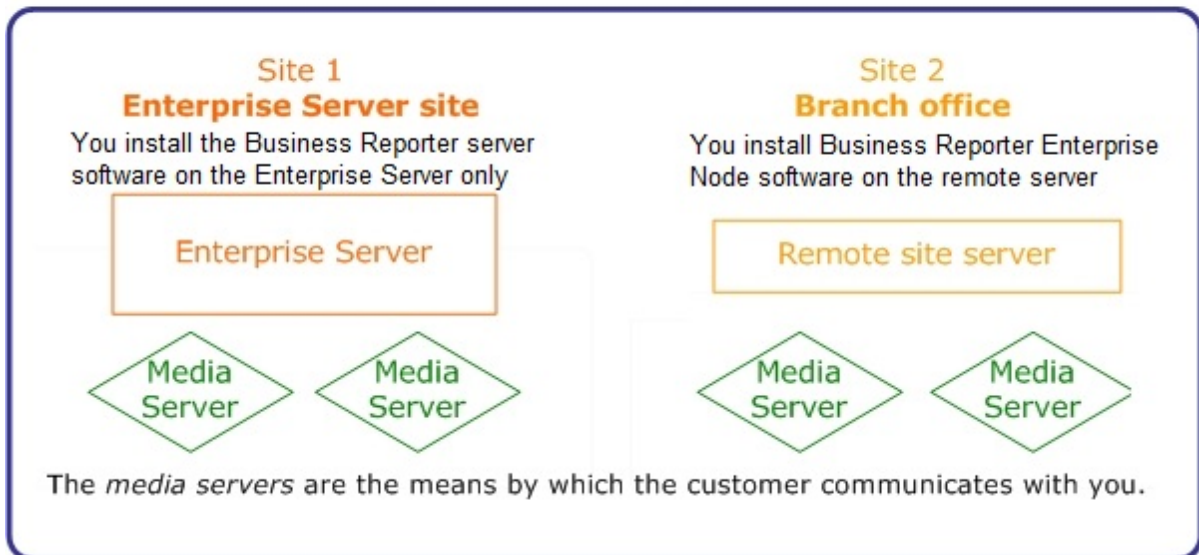 Site 1
Enterprise Server site
You install the Business Reporter server
software on the Enterprise Server only
Enterprise Server
Media
Server
Media
Server
Site 2
Branch office
You install Business Reporter Enterprise
Node software on the remote server
Remote site server
Media
Server
Media
Server
The media servers are the means by which the customer communicates with you.